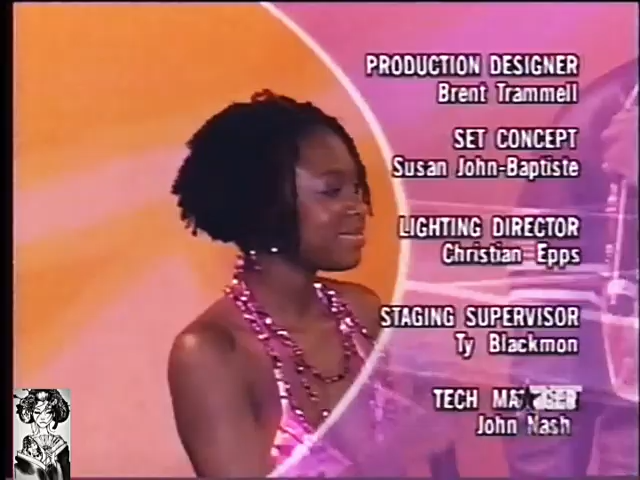 PRODUCTION DESIGNER
Brent Trammell
SET CONCEPT
Susan John-Baptiste
LIGHTING DIRECTOR
Christian Epps
STAGING SUPERVISOR
Ty Blackmon
TECH
John Nash